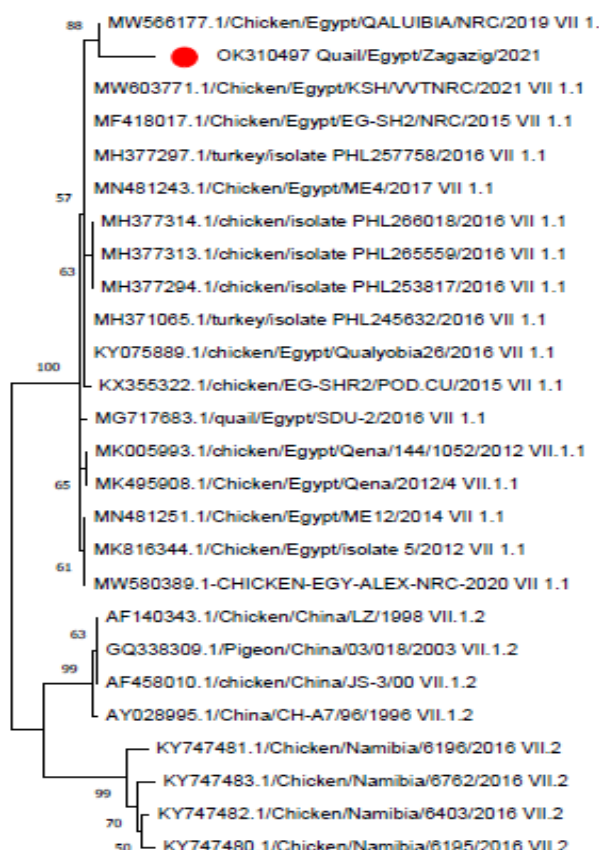 88
MW566177.1/Chicken/Egypt/QALUIBIA/NRC/2019 VII 1.
OK310497 Quail/Egypt/Zagazig/2021
MW603771.1/Chicken/Egypt/KSH/VVTNRC/2021 VII 1.1
MF418017.1/Chicken/Egypt/EG-SH2/NRC/2015 VII 1.1
MH377297.1/turkey/isolate PHL257758/2016 VII 1.1
57
MN481243.1/Chicken/Egypt/ME4/2017 VII 1.1
MH377314.1/chicken/isolate PHL266018/2016 VII 1.1
MH377313.1/chicken/isolate PHL265559/2016 VII 1.1
63
MH377294.1/chicken/isolate PHL253817/2016 VII 1.1
MH371065.1/turkey/isolate PHL245632/2016 VII 1.1
KY075889.1/chicken/Egypt/Qualyobia26/2016 VII 1.1
100
KX355322.1/chicken/EG-SHR2/POD.CU/2015 VII 1.1
MG717683.1/quail/Egypt/SDU-2/2016 VII 1.1
MK005993.1/chicken/Egypt/Qena/144/1052/2012 VII.1.1
65
MK495908.1/Chicken/Egypt/Qena/2012/4 VII.1.1
MN481251.1/Chicken/Egypt/ME12/2014 VII 1.1
MK816344.1/Chicken/Egypt/isolate 5/2012 VII 1.1
61
MW580389.1-CHICKEN-EGY-ALEX-NRC-2020 VII 1.1
AF140343.1/Chicken/China/LZ/1998 VII.1.2
63
GQ338309.1/Pigeon/China/03/018/2003 VII.1.2
99
AF458010.1/chicken/China/JS-3/00 VII.1.2
AY028995.1/China/CH-A7/96/1996 VII.1.2
KY747481.1/Chicken/Namibia/6196/2016 VII.2
KY747483.1/Chicken/Namibia/6762/2016 VII.2
99
KY747482.1/Chicken/Namibia/6403/2016 VII.2
70
50
KY747480.1/Chicken/Namibia/6195/2016 VII.2